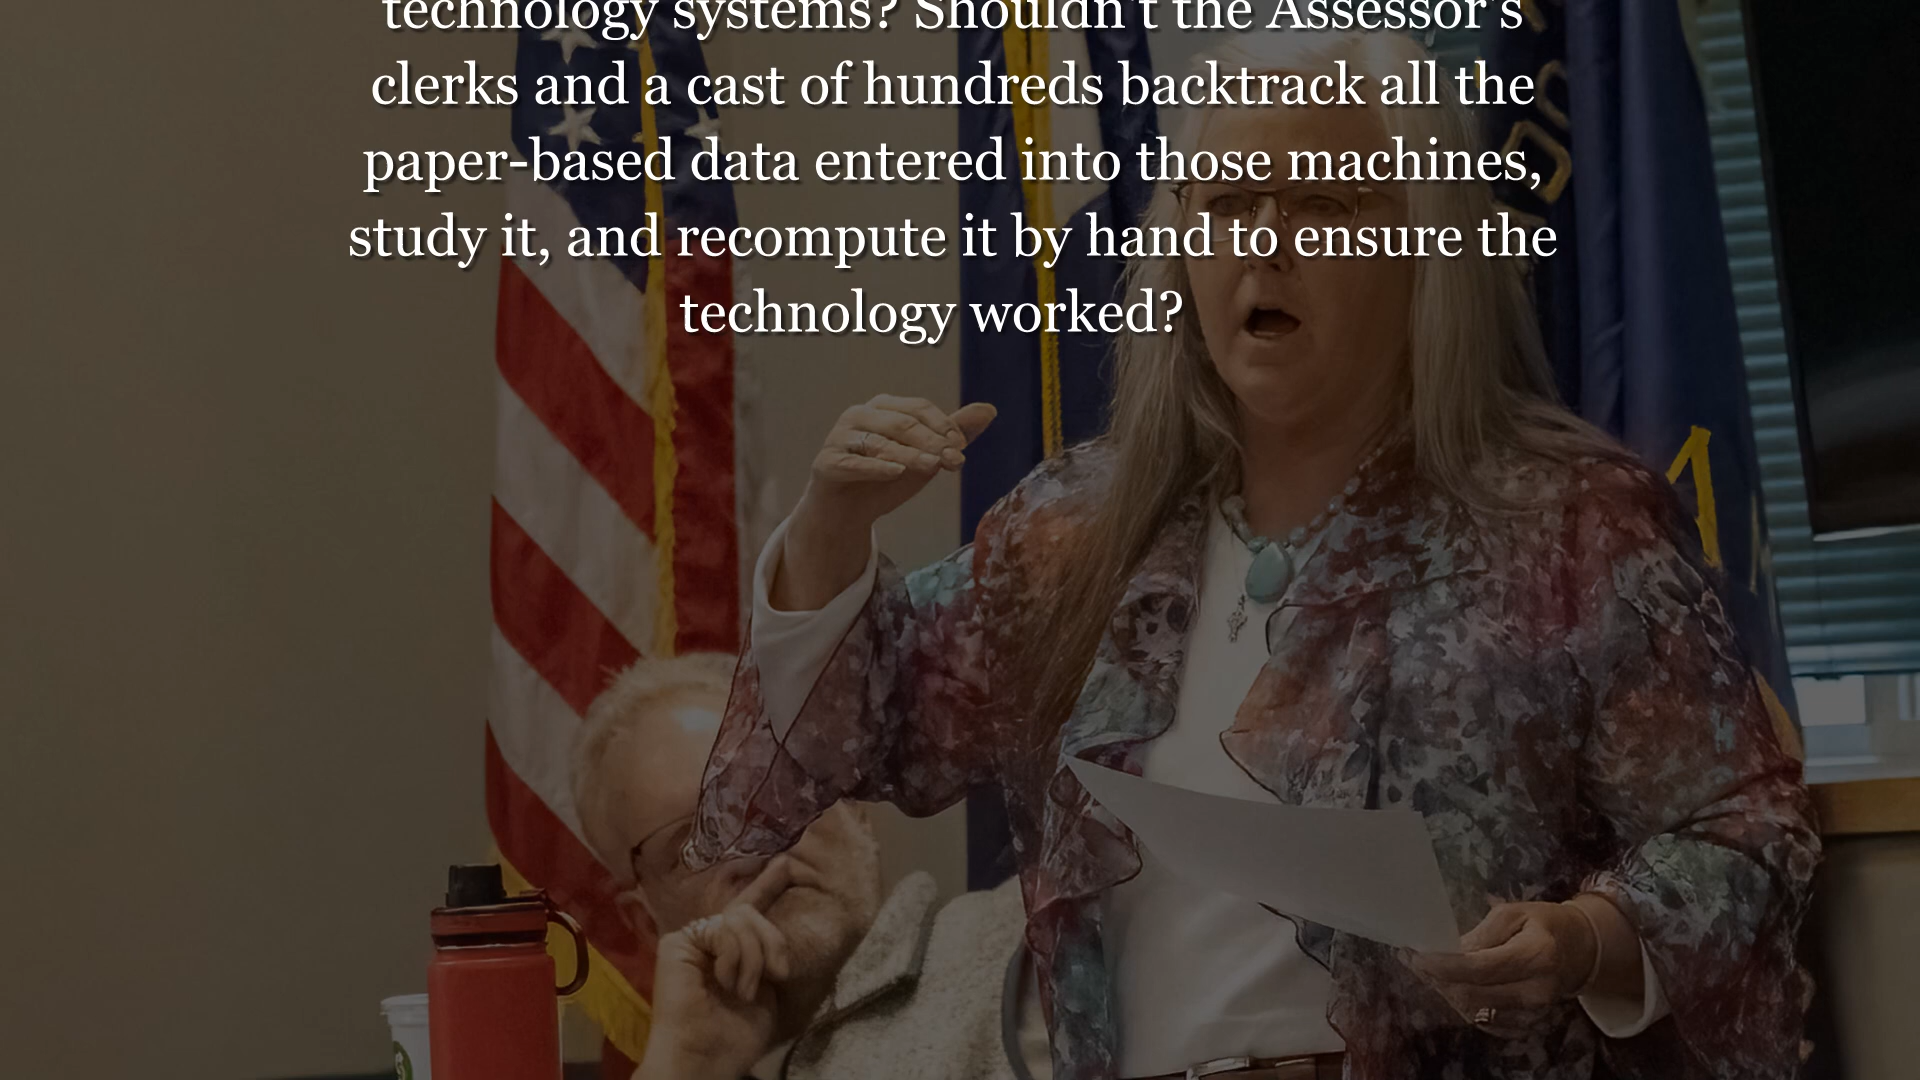 technology systems? Shouldn't the Assessor's
clerks and a cast of hundreds backtrack all the
paper-based data entered into those machines,
study it, and recompute it by hand to ensure the
technology worked?